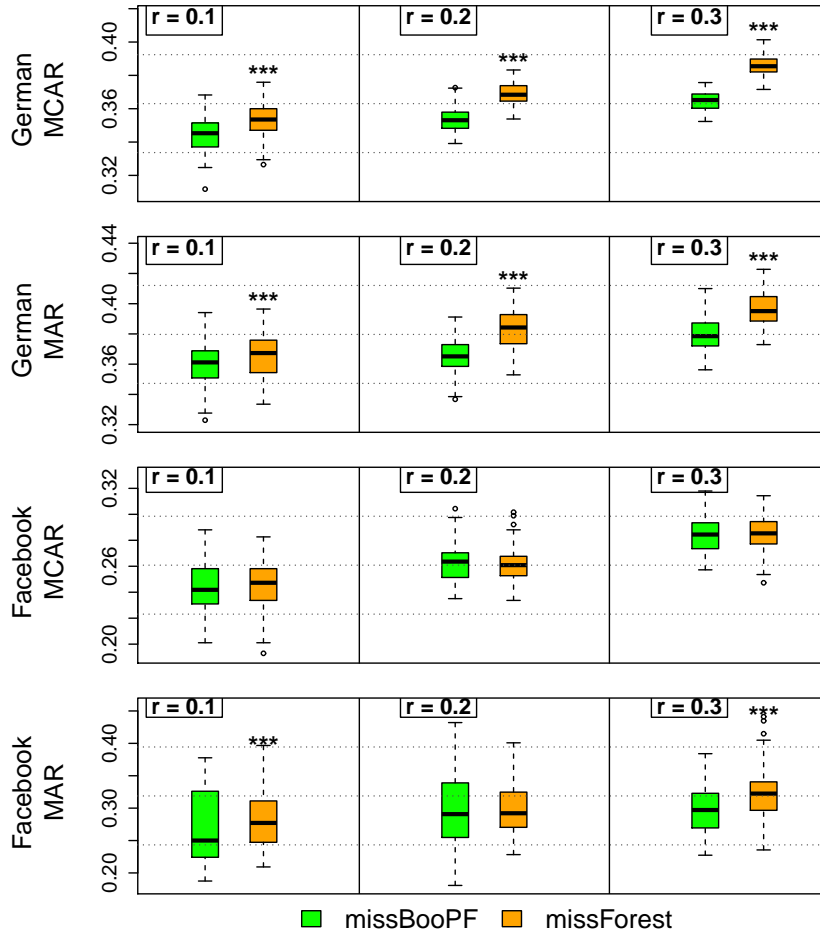 r = 0.1
r = 0.2
r = 0.3
German
MCAR
0.40
0.36
0.32
***
***
***
r = 0.1
r = 0.2
r = 0.3
German
MAR
0.44
0.40
0.36
0.32
***
***
***
r = 0.1
r = 0.2
r = 0.3
Facebook
MCAR
0.32
0.26
0.20
r = 0.1
r = 0.2
r = 0.3
Facebook
MAR
0.40
0.30
0.20
***
***
missBooPF
missForest